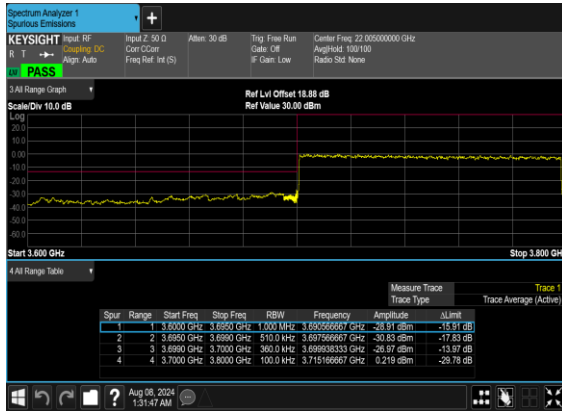 Spectrum Analyzer 1
Spurious Emissions
+
KEYSIGHT Input: RF Input Z: 50 Ω Atten: 30 dB Trig: Free Run Center Freq: 22.005000000 GHz
R T Coupling: DC Corr CCorr Gate: Off Avg|Hold: 100/100
Align: Auto Freq Ref: Int (S) IF Gain: Low Radio Std: None
PASS
3 All Range Graph
Ref Lvl Offset 18.88 dB
Scale/Div 10.0 dB Ref Value 30.00 dBm
Log
20.0
10.0
0.00
-10.0
-20.0
-30.0
-40.0
-50.0
-60.0
Start 3.600 GHz Stop 3.800 GH
4 All Range Table
Measure Trace Trace 1
Trace Type Trace Average (Active)
Spur Range Start Freq Stop Freq RBW Frequency Amplitude ΔLimit
1 1 3.6000 GHz 3.6950 GHz 1.000 MHz 3.690566667 GHz -28.91 dBm -15.91 dB
2 2 3.6950 GHz 3.6990 GHz 510.0 kHz 3.697566667 GHz -30.83 dBm -17.83 dB
3 3 3.6990 GHz 3.7000 GHz 360.0 kHz 3.699938333 GHz -26.97 dBm -13.97 dB
4 4 3.7000 GHz 3.8000 GHz 100.0 kHz 3.715166667 GHz 0.219 dBm -29.78 dB
? Aug 08, 2024
1:31:47 AM